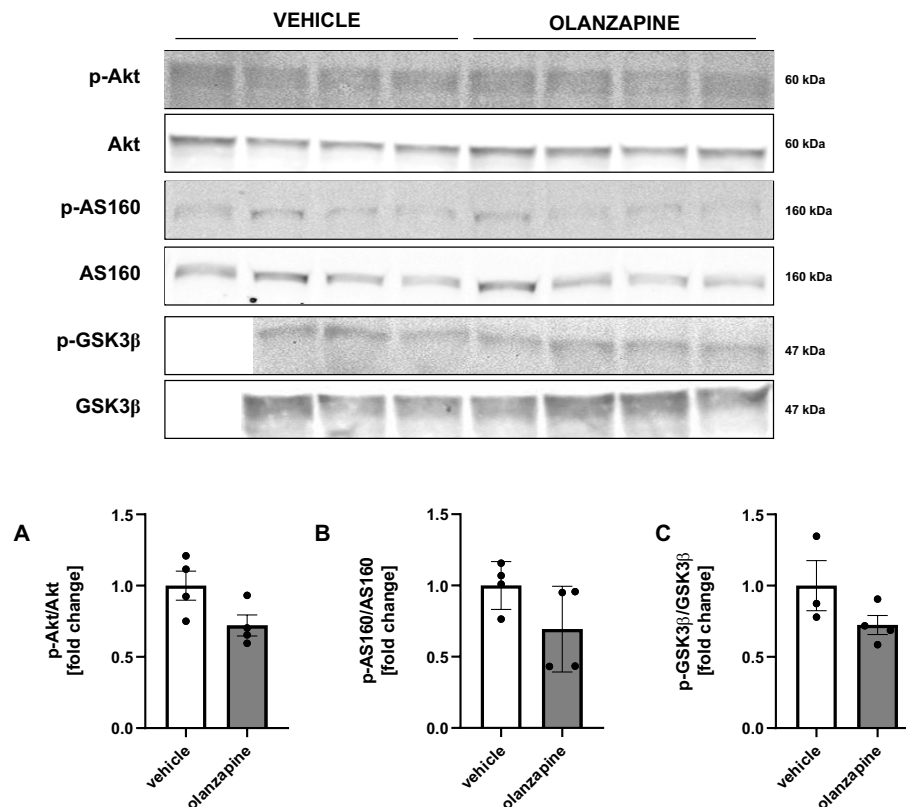 VEHICLE OLANZAPINE
p-Akt 60 kDa
Akt 60 kDa
p-AS160 160 kDa
AS160 160 kDa
p-GSK3β 47 kDa
GSK3β 47 kDa
A
p-Akt/Akt
[fold change]
1.5
1.0
0.5
0.0
vehicle
olanzapine
B
p-AS160/AS160
[fold change]
1.5
1.0
0.5
0.0
vehicle
olanzapine
C
p-GSK3β/GSK3β
[fold change]
1.5
1.0
0.5
0.0
vehicle
olanzapine